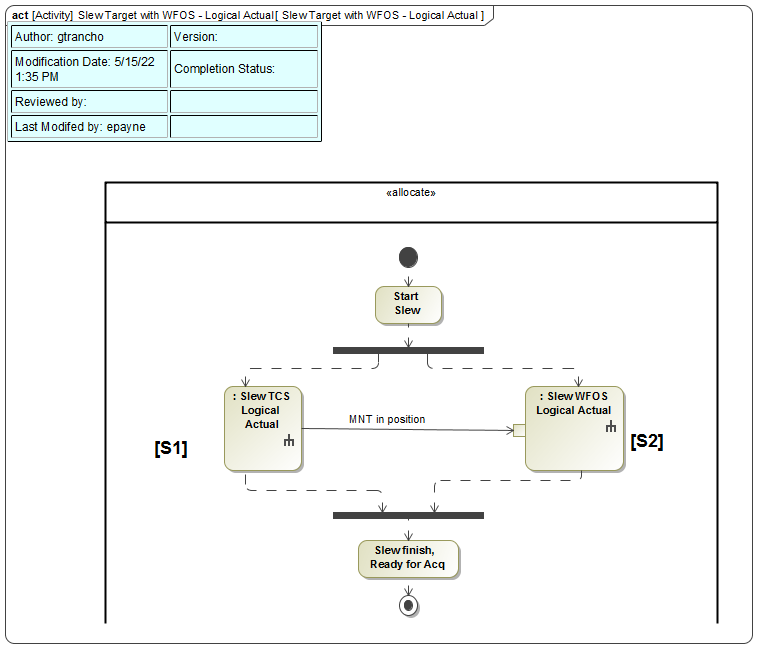 act [Activity] Slew Target with WFOS - Logical Actual[ Slew Target with WFOS - Logical Actual ]
Author: gtrancho
Version:
Modification Date: 5/15/22
1:35 PM
Completion Status:
Reviewed by:
Last Modifed by: epayne
«allocate»
Start
Slew
: Slew TCS
Logical
Actual
MNT in position
: Slew WFOS
Logical Actual
[S1]
[S2]
Slew finish,
Ready for Acq